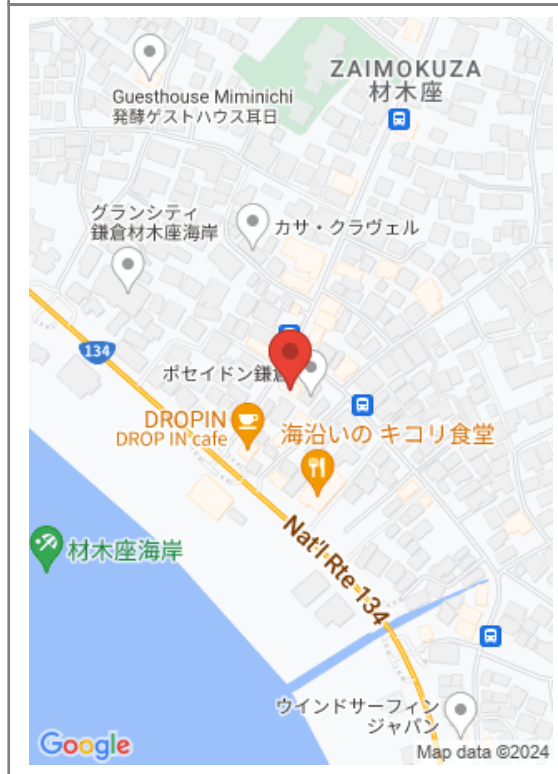 ZAIMOKUZA
材木座
Guesthouse Miminichi
発酵ゲストハウス耳日
グランシティ
鎌倉材木座海岸
カサ・クラヴェル
134
ポセイドン鎌倉
DROPIN
DROP IN cafe
海沿いの キコリ食堂
Nat'l Rte 134
材木座海岸
ウインドサーフィン
ジャパン
Google
Map data ©2024